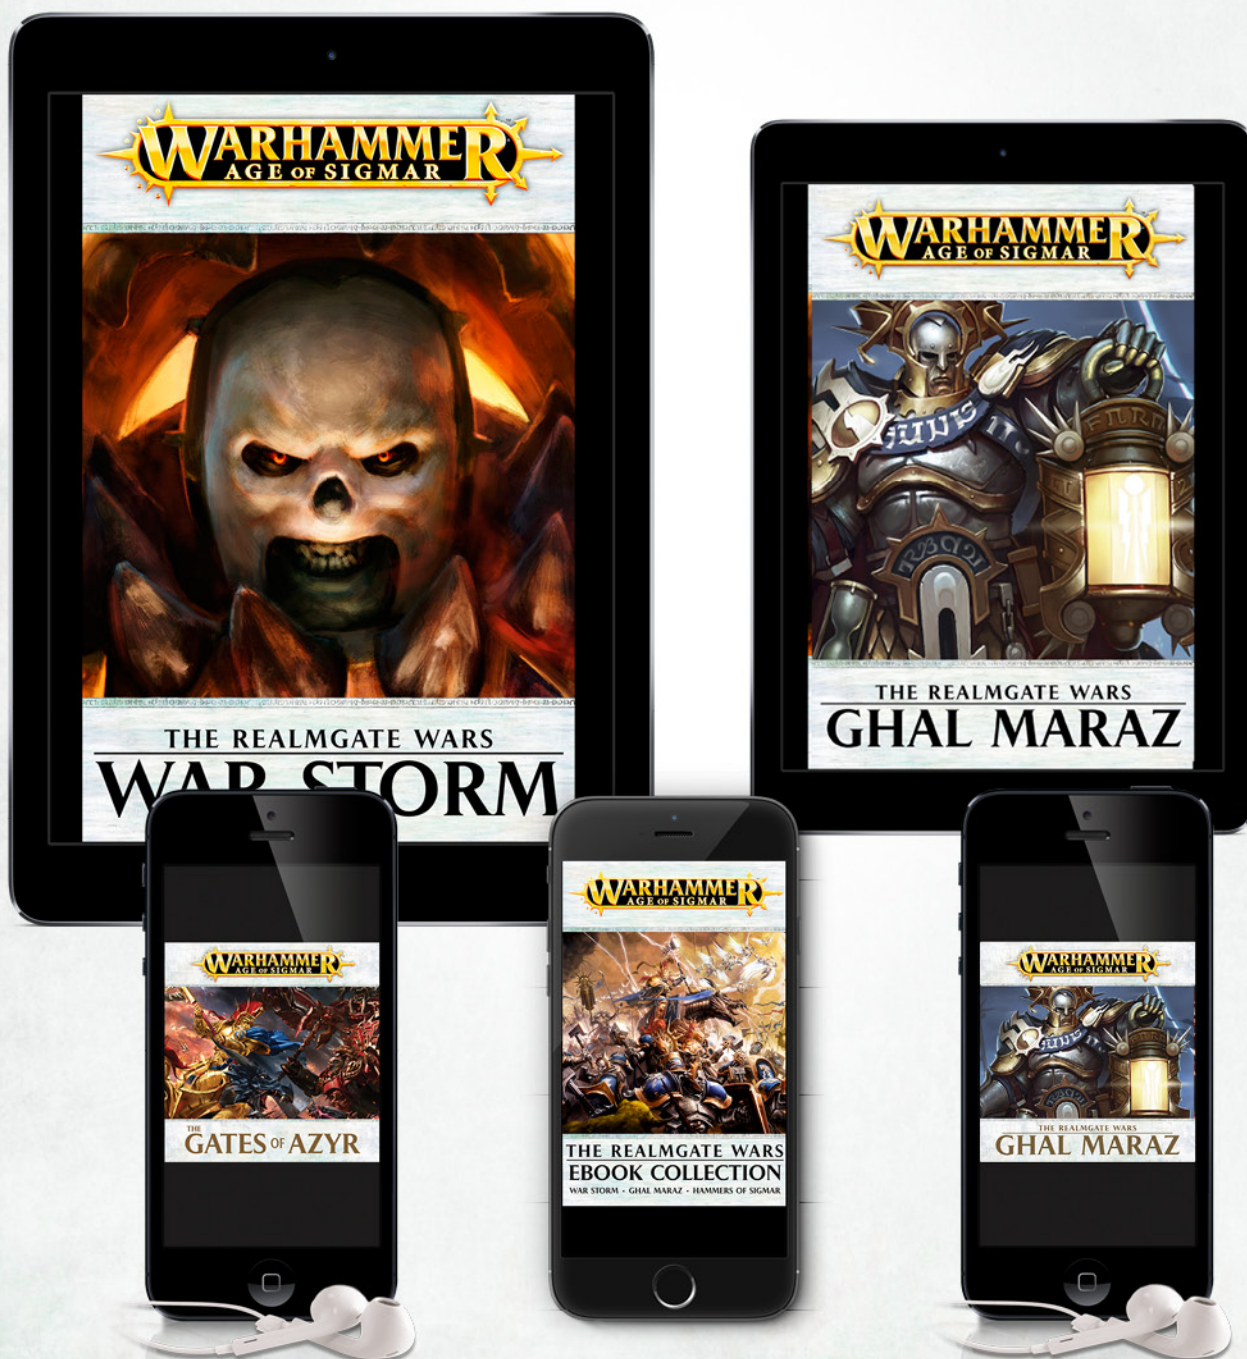 WARHAMMER
AGE OF SIGMAR
THE REALMGATE WARS
WAR STORM
WARHAMMER
AGE OF SIGMAR
THE REALMGATE WARS
GHAL MARAZ
WARHAMMER
AGE OF SIGMAR
THE
GATES OF AZYR
WARHAMMER
AGE OF SIGMAR
THE REALMGATE WARS
EBOOK COLLECTION
WAR STORM • GHAL MARAZ • HAMMERS OF SIGMAR
WARHAMMER
AGE OF SIGMAR
THE REALMGATE WARS
GHAL MARAZ